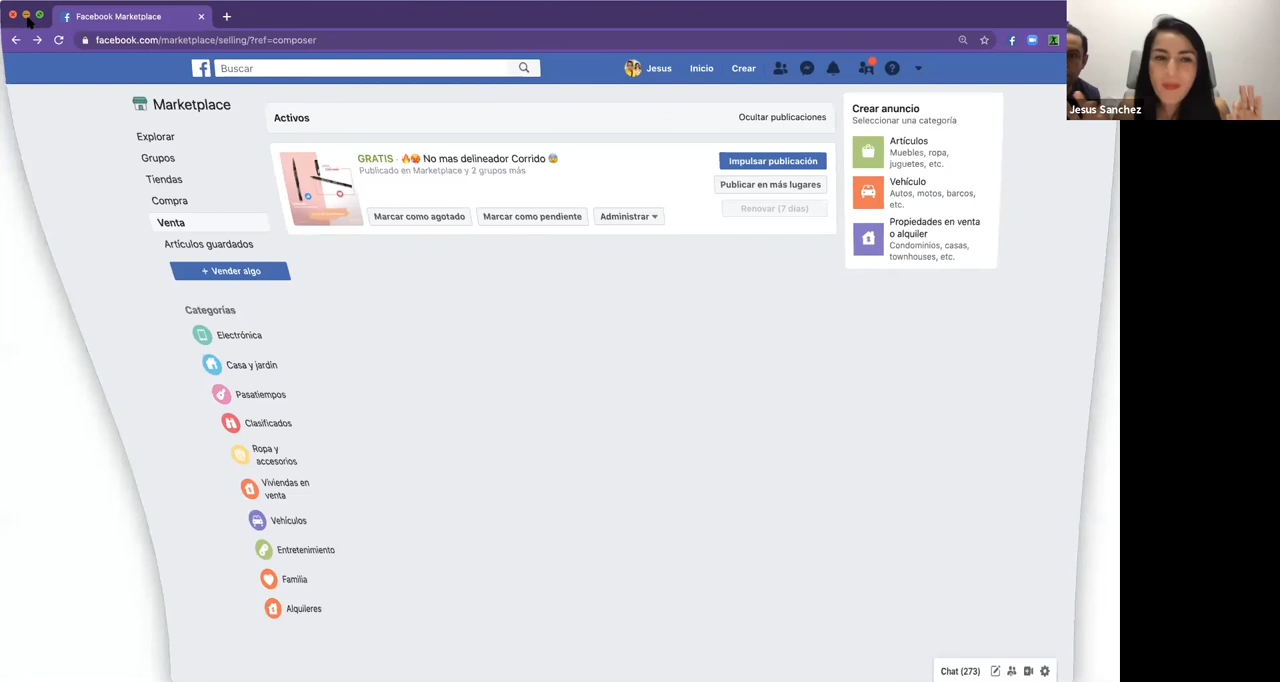 Facebook Marketplace
facebook.com/marketplace/selling/?ref=composer
Buscar
Jesus
Inicio
Crear
Jesus Sanchez
Marketplace
Explorar
Grupos
Tiendas
Compra
Venta
Artículos guardados
+ Vender algo
Categorías
Electrónica
Casa y jardín
Pasatiempos
Clasificados
Ropa y
accesorios
Viviendas en
venta
Vehículos
Entretenimiento
Familia
Alquileres
Activos
Ocultar publicaciones
GRATIS · 🔥😡 No mas delineador Corrido 😨
Publicado en Marketplace y 2 grupos más
Marcar como agotado
Marcar como pendiente
Administrar
Impulsar publicación
Publicar en más lugares
Renovar (7 días)
Crear anuncio
Seleccionar una categoría
Artículos
Muebles, ropa,
juguetes, etc.
Vehículo
Autos, motos, barcos,
etc.
Propiedades en venta
o alquiler
Condominios, casas,
townhouses, etc.
Chat (273)